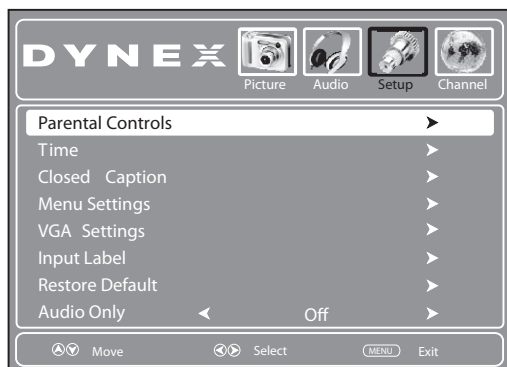 DYNEX
Picture Audio Setup Channel
Parental Controls
Time
Closed Caption
Menu Settings
VGA Settings
Input Label
Restore Default
Audio Only Off
Move Select MENU Exit